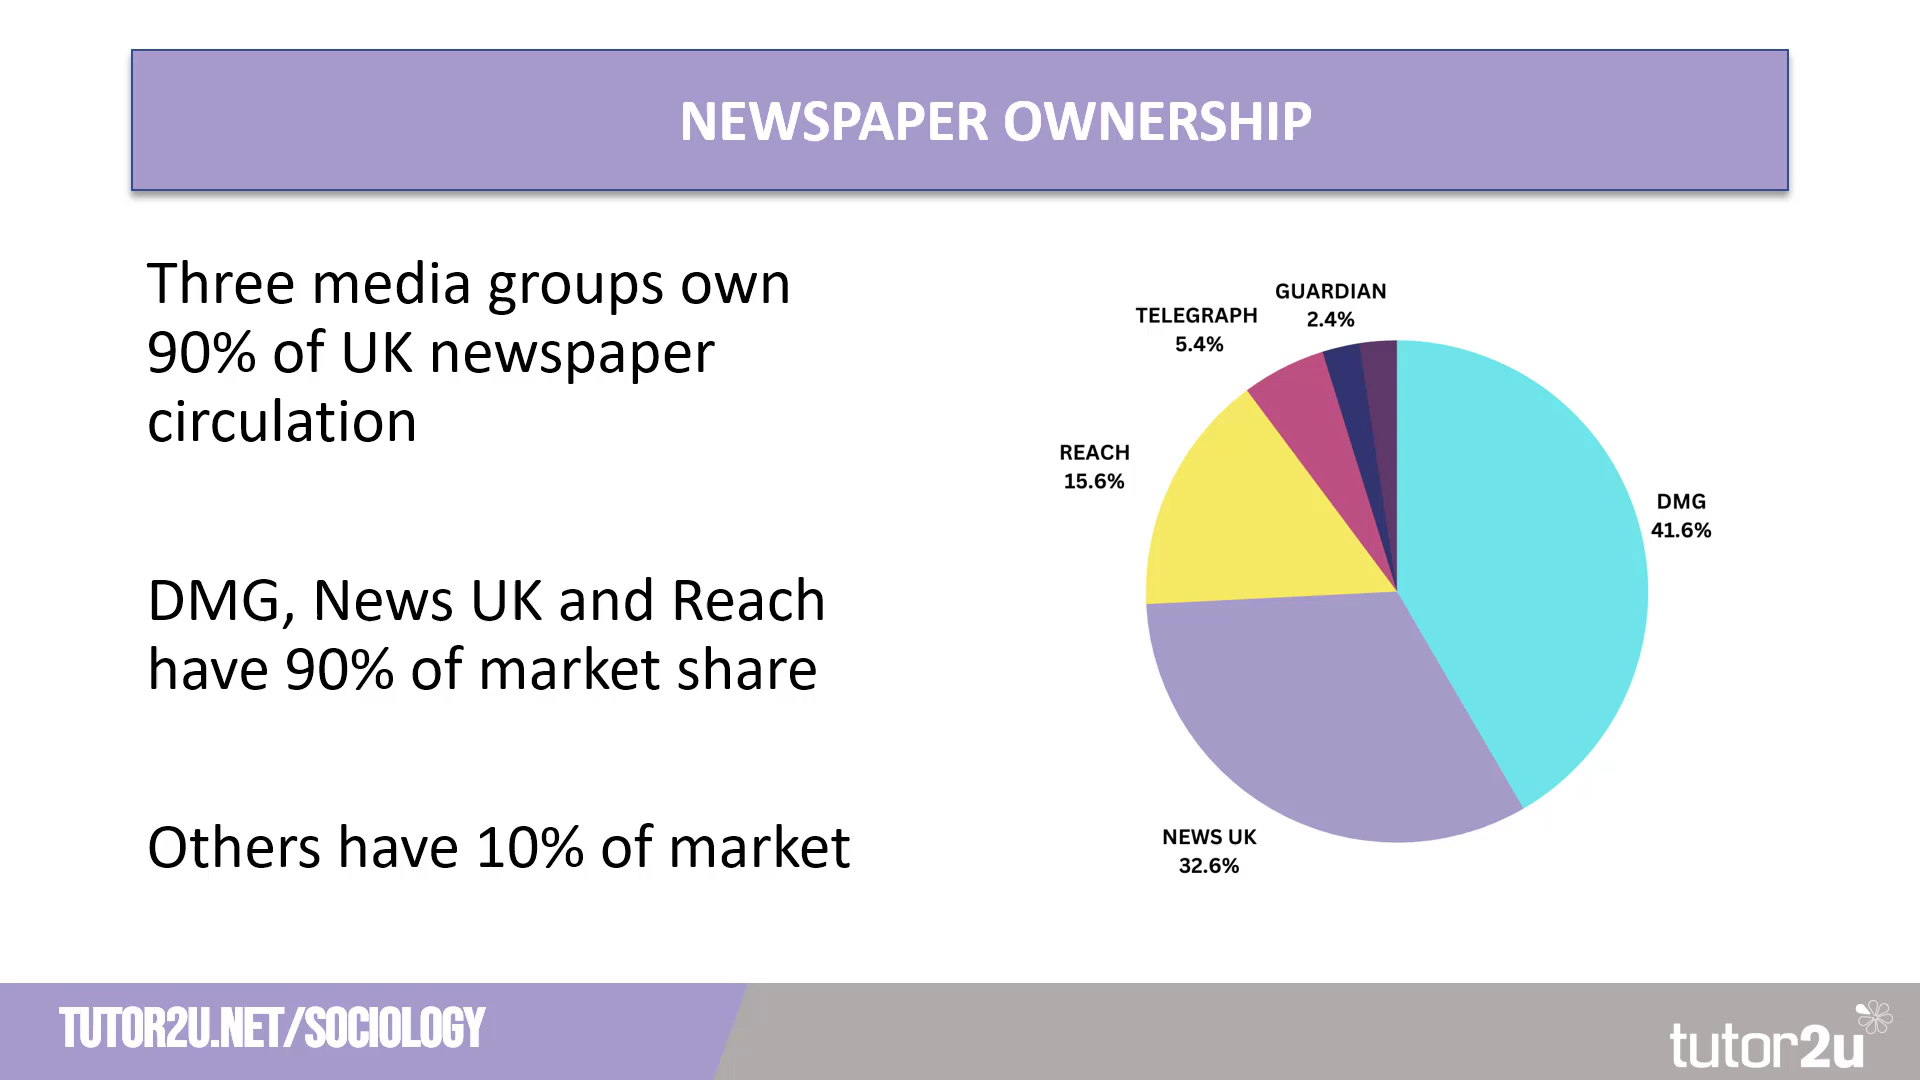 NEWSPAPER OWNERSHIP
Three media groups own
90% of UK newspaper
circulation
DMG, News UK and Reach
have 90% of market share
Others have 10% of market
GUARDIAN
2.4%
TELEGRAPH
5.4%
REACH
15.6%
DMG
41.6%
NEWS UK
32.6%
TUTOR2U.NET/SOCIOLOGY
tutor2u